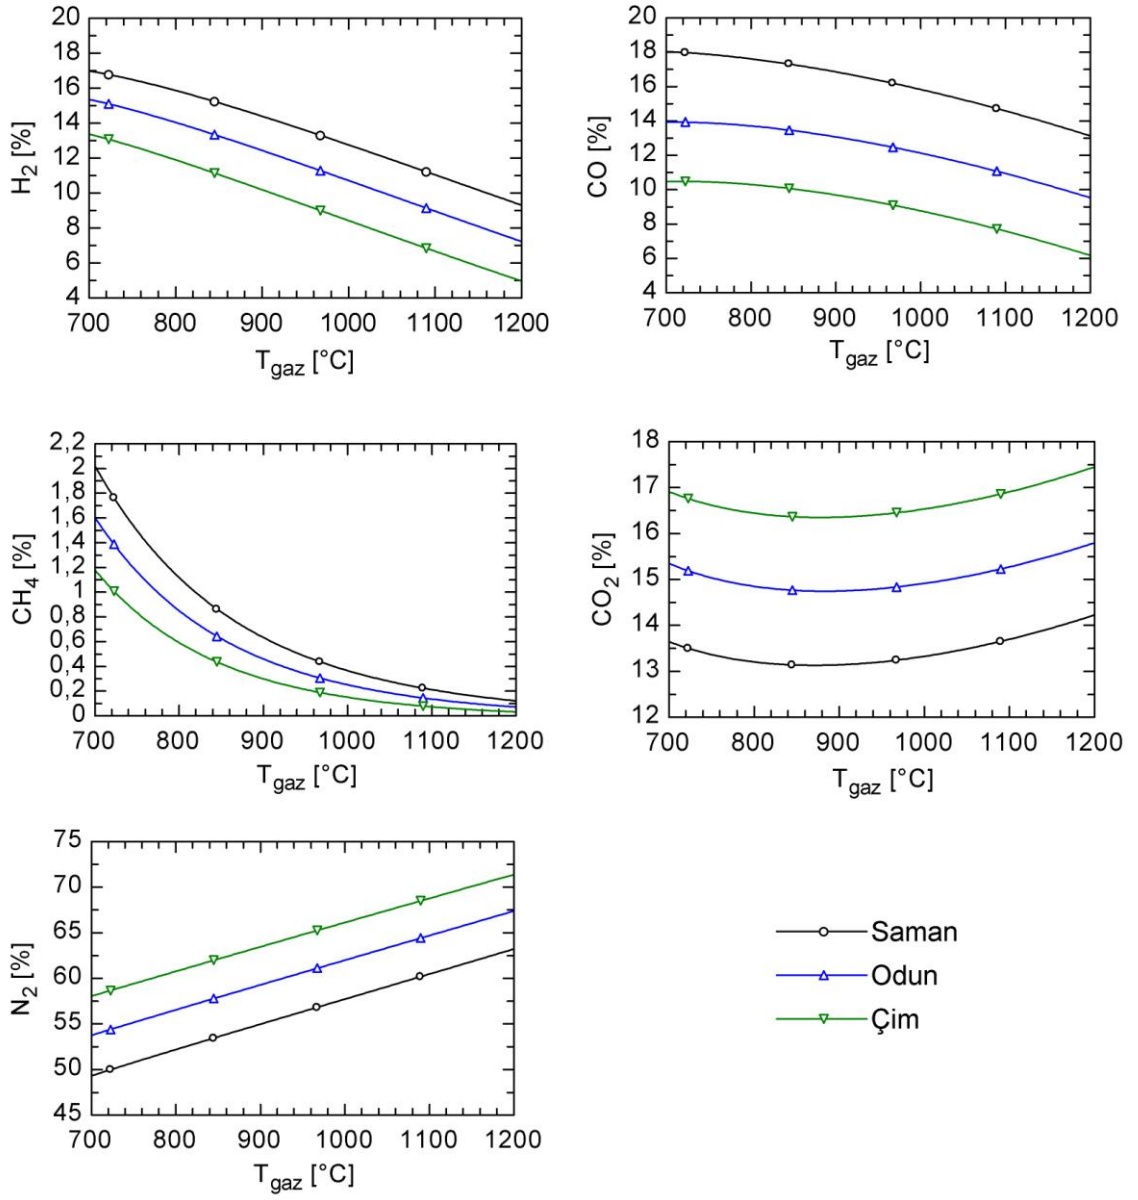 20
18
16
14
12
10
8
6
4
H2 [%]
700 800 900 1000 1100 1200
Tgaz [°C]
20
18
16
14
12
10
8
6
4
CO [%]
700 800 900 1000 1100 1200
Tgaz [°C]
2,2
2
1,8
1,6
1,4
1,2
1
0,8
0,6
0,4
0,2
0
CH4 [%]
700 800 900 1000 1100 1200
Tgaz [°C]
18
17
16
15
14
13
12
CO2 [%]
700 800 900 1000 1100 1200
Tgaz [°C]
75
70
65
60
55
50
45
N2 [%]
700 800 900 1000 1100 1200
Tgaz [°C]
Saman
Odun
Çim